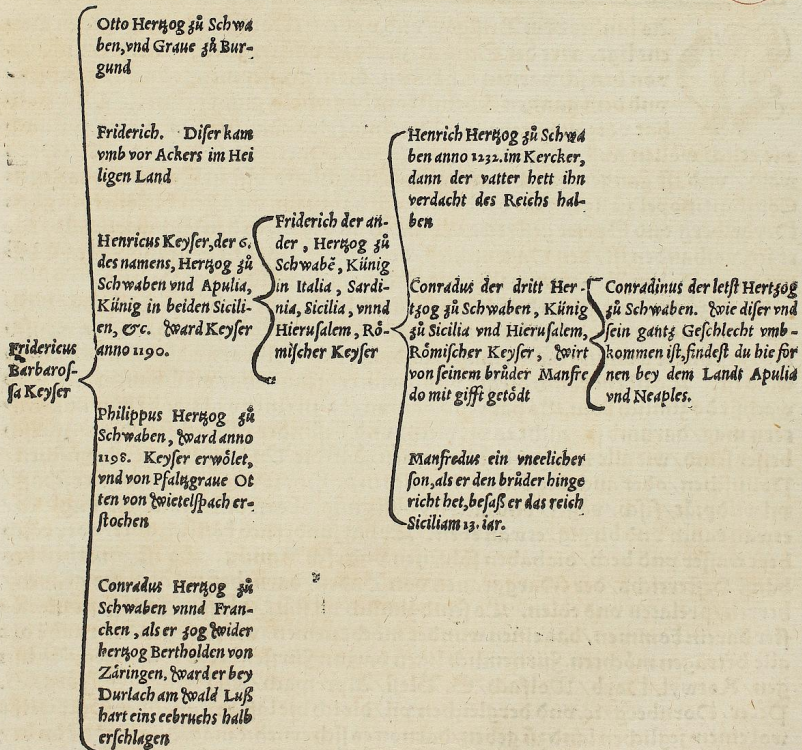 Otto Hertzog zů Schwa
ben, vnd Graue zů Bur-
gund
Friderich. Diser kam
vmb vor Ackers im Hei
ligen Land
Henricus Keyser, der 6.
des namens, Hertzog zů
Schwaben vnd Apulia,
Künig in beiden Sicili-
en, &c. Ward Keyser
anno 1190.
Fridericus
Barbaros-
sa Keyser
Philippus Hertzog zů
Schwaben, Ward anno
1198. Keyser erwölet,
vnd von Pfaltzgraue Ot
ten von Wietelspach er-
stochen
Conradus Hertzog zů
Schwaben vnnd Fran-
cken, als er zog Wider
hertzog Bertholden von
Zäringen, Ward er bey
Durlach am Wald Luß
hart eins eebruchs halb
erschlagen
Friderich der an-
der, Hertzog zů
Schwabē, Künig
in Italia, Sardi-
nia, Sicilia, vnnd
Hierusalem, Rö-
mischer Keyser
Henrich Hertzog zů Schwa
ben anno 1232. im Kercker,
dann der vatter hett ihn
verdacht des Reichs hal-
ben
Conradus der dritt Her-
tzog zů Schwaben, Künig
zů Sicilia vnd Hierusalem,
Römischer Keyser, Wirt
von seinem brůder Manfre
do mit gifft getödt
Manfredus ein vneelicher
son, als er den brůder hinge
richt het, besaß er das reich
Siciliam 13. iar.
Conradinus der letst Hertzog
zů Schwaben. Wie diser vnd
sein gantz Geschlecht vmb-
kommen ist, findest du hie for
nen bey dem Landt Apulia
vnd Neaples.